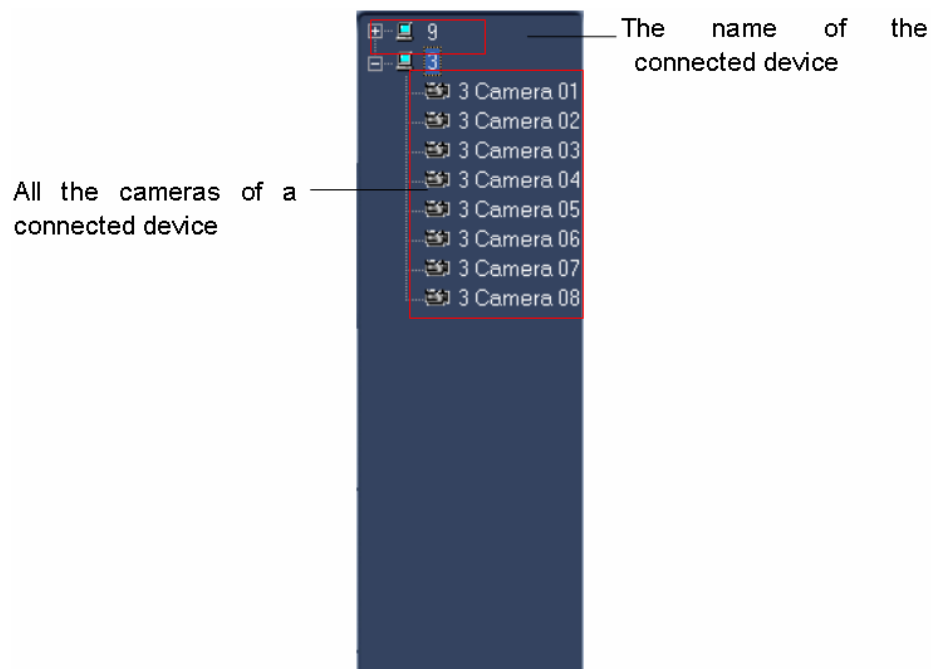 9
The name of the
connected device
3
3 Camera 01
3 Camera 02
3 Camera 03
3 Camera 04
3 Camera 05
3 Camera 06
3 Camera 07
3 Camera 08
All the cameras of a
connected device